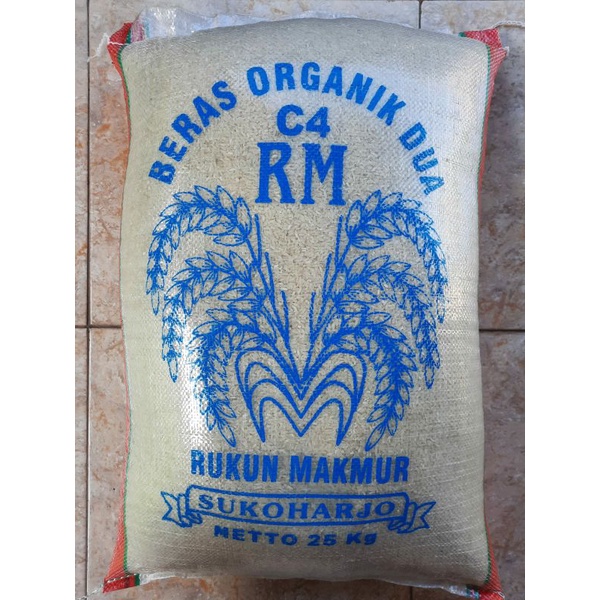 BERAS ORGANIK DUA
C4
RM
RUKUN MAKMUR
SUKOHARJO
NETTO 25 Kg